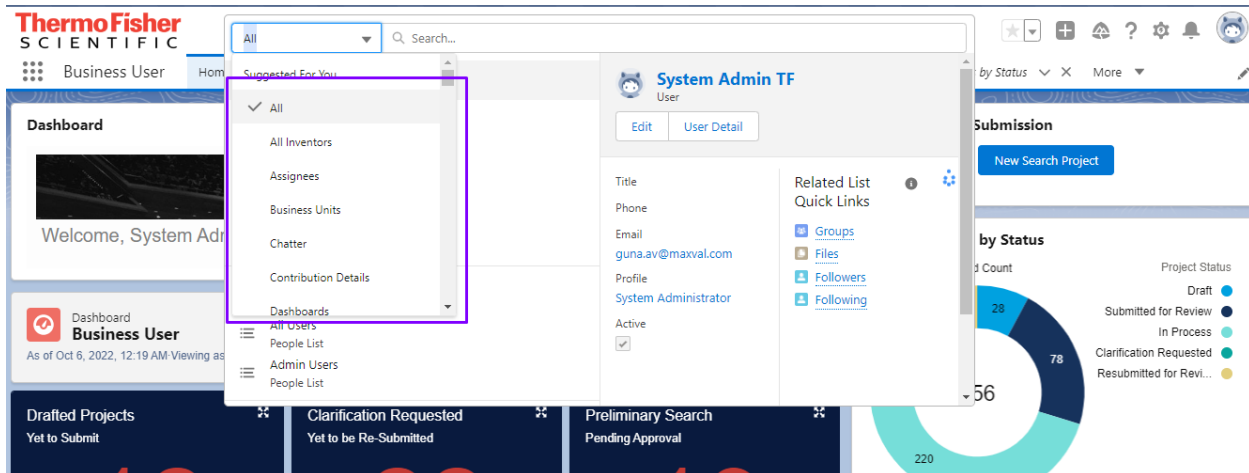 ThermoFisher
SCIENTIFIC
All
Search...
Business User
Hom
by Status
More
Suggested For You
All
All Inventors
Assignees
Business Units
Chatter
Contribution Details
Dashboards
All Users
People List
Admin Users
People List
System Admin TF
User
Edit
User Detail
Title
Phone
Email
guna.av@maxval.com
Profile
System Administrator
Active
Related List
Quick Links
Groups
Files
Followers
Following
Dashboard
Welcome, System Adr
Submission
New Search Project
Dashboard
Business User
As of Oct 6, 2022, 12:19 AM·Viewing as
by Status
d Count
Project Status
Draft
Submitted for Review
In Process
Clarification Requested
Resubmitted for Revi...
28
78
56
220
Drafted Projects
Yet to Submit
Clarification Requested
Yet to be Re-Submitted
Preliminary Search
Pending Approval